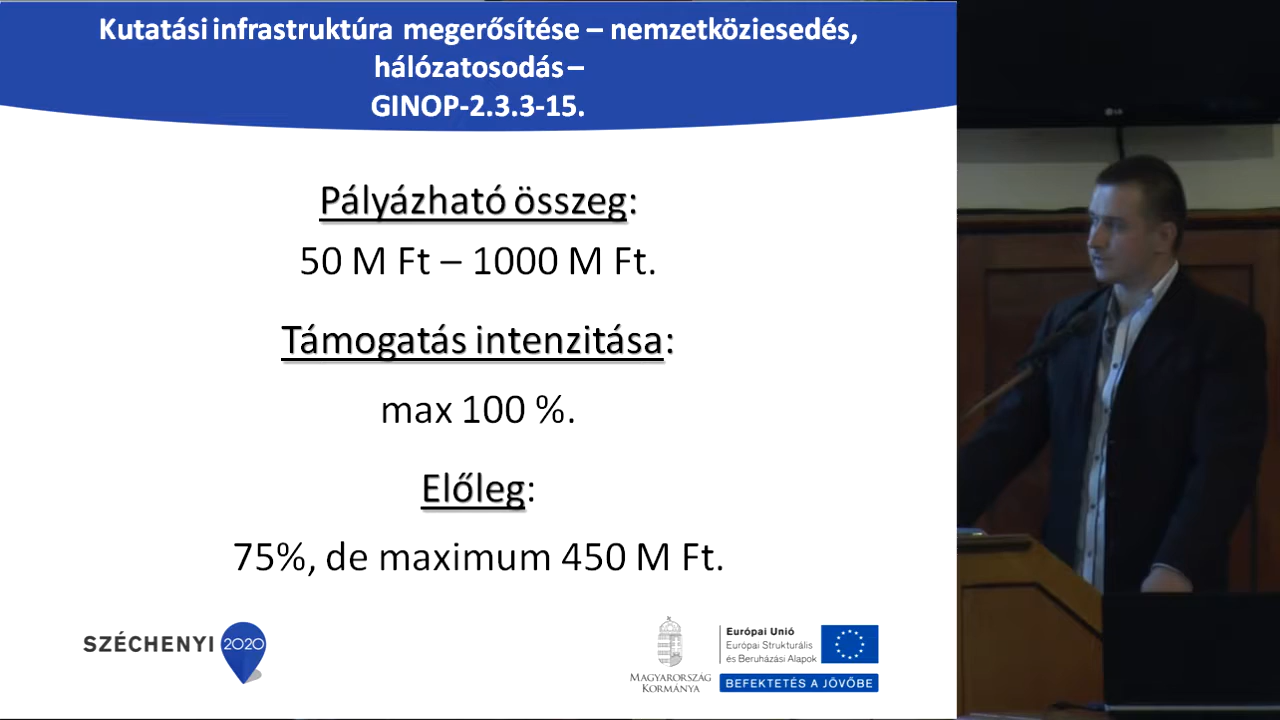 Kutatási infrastruktúra megerősítése – nemzetköziesedés,
hálózatosodás –
GINOP-2.3.3-15.
Pályázható összeg:
50 M Ft – 1000 M Ft.
Támogatás intenzitása:
max 100 %.
Előleg:
75%, de maximum 450 M Ft.
SZÉCHENYI 2020
MAGYARORSZÁG
KORMÁNYA
Európai Unió
Európai Strukturális
és Beruházási Alapok
BEFEKTETÉS A JÖVŐBE
LG